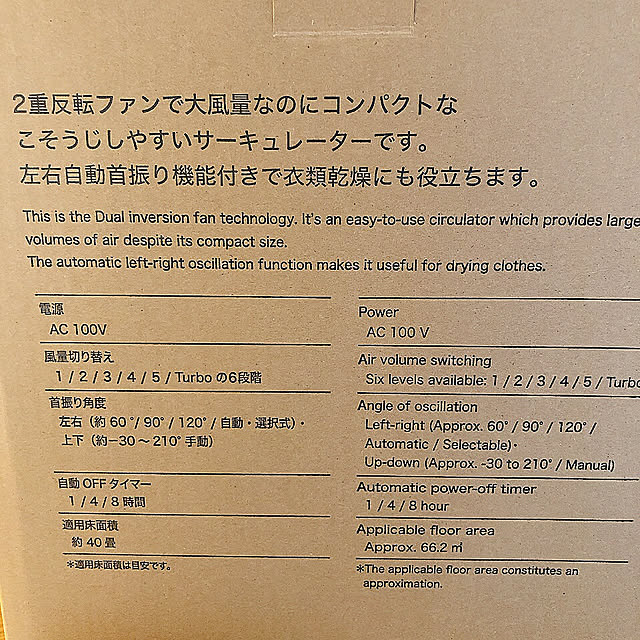 2重反転ファンで大風量なのにコンパクトな
こそうじしやすいサーキュレーターです。
左右自動首振り機能付きで衣類乾燥にも役立ちます。
This is the Dual inversion fan technology. It's an easy-to-use circulator which provides large
volumes of air despite its compact size.
The automatic left-right oscillation function makes it useful for drying clothes.
電源
AC 100V
風量切り替え
1 / 2 / 3 / 4 / 5 / Turbo の6段階
首振り角度
左右（約 60°/ 90° / 120° / 自動・選択式）・
上下（約−30 〜 210° 手動）
自動 OFF タイマー
1 / 4 / 8 時間
適用床面積
約 40 畳
＊適用床面積は目安です。
Power
AC 100 V
Air volume switching
Six levels available: 1 / 2 / 3 / 4 / 5 / Turbo
Angle of oscillation
Left-right (Approx. 60° / 90° / 120° /
Automatic / Selectable)・
Up-down (Approx. -30 to 210° / Manual)
Automatic power-off timer
1 / 4 / 8 hour
Applicable floor area
Approx. 66.2 ㎡
＊The applicable floor area constitutes an
approximation.